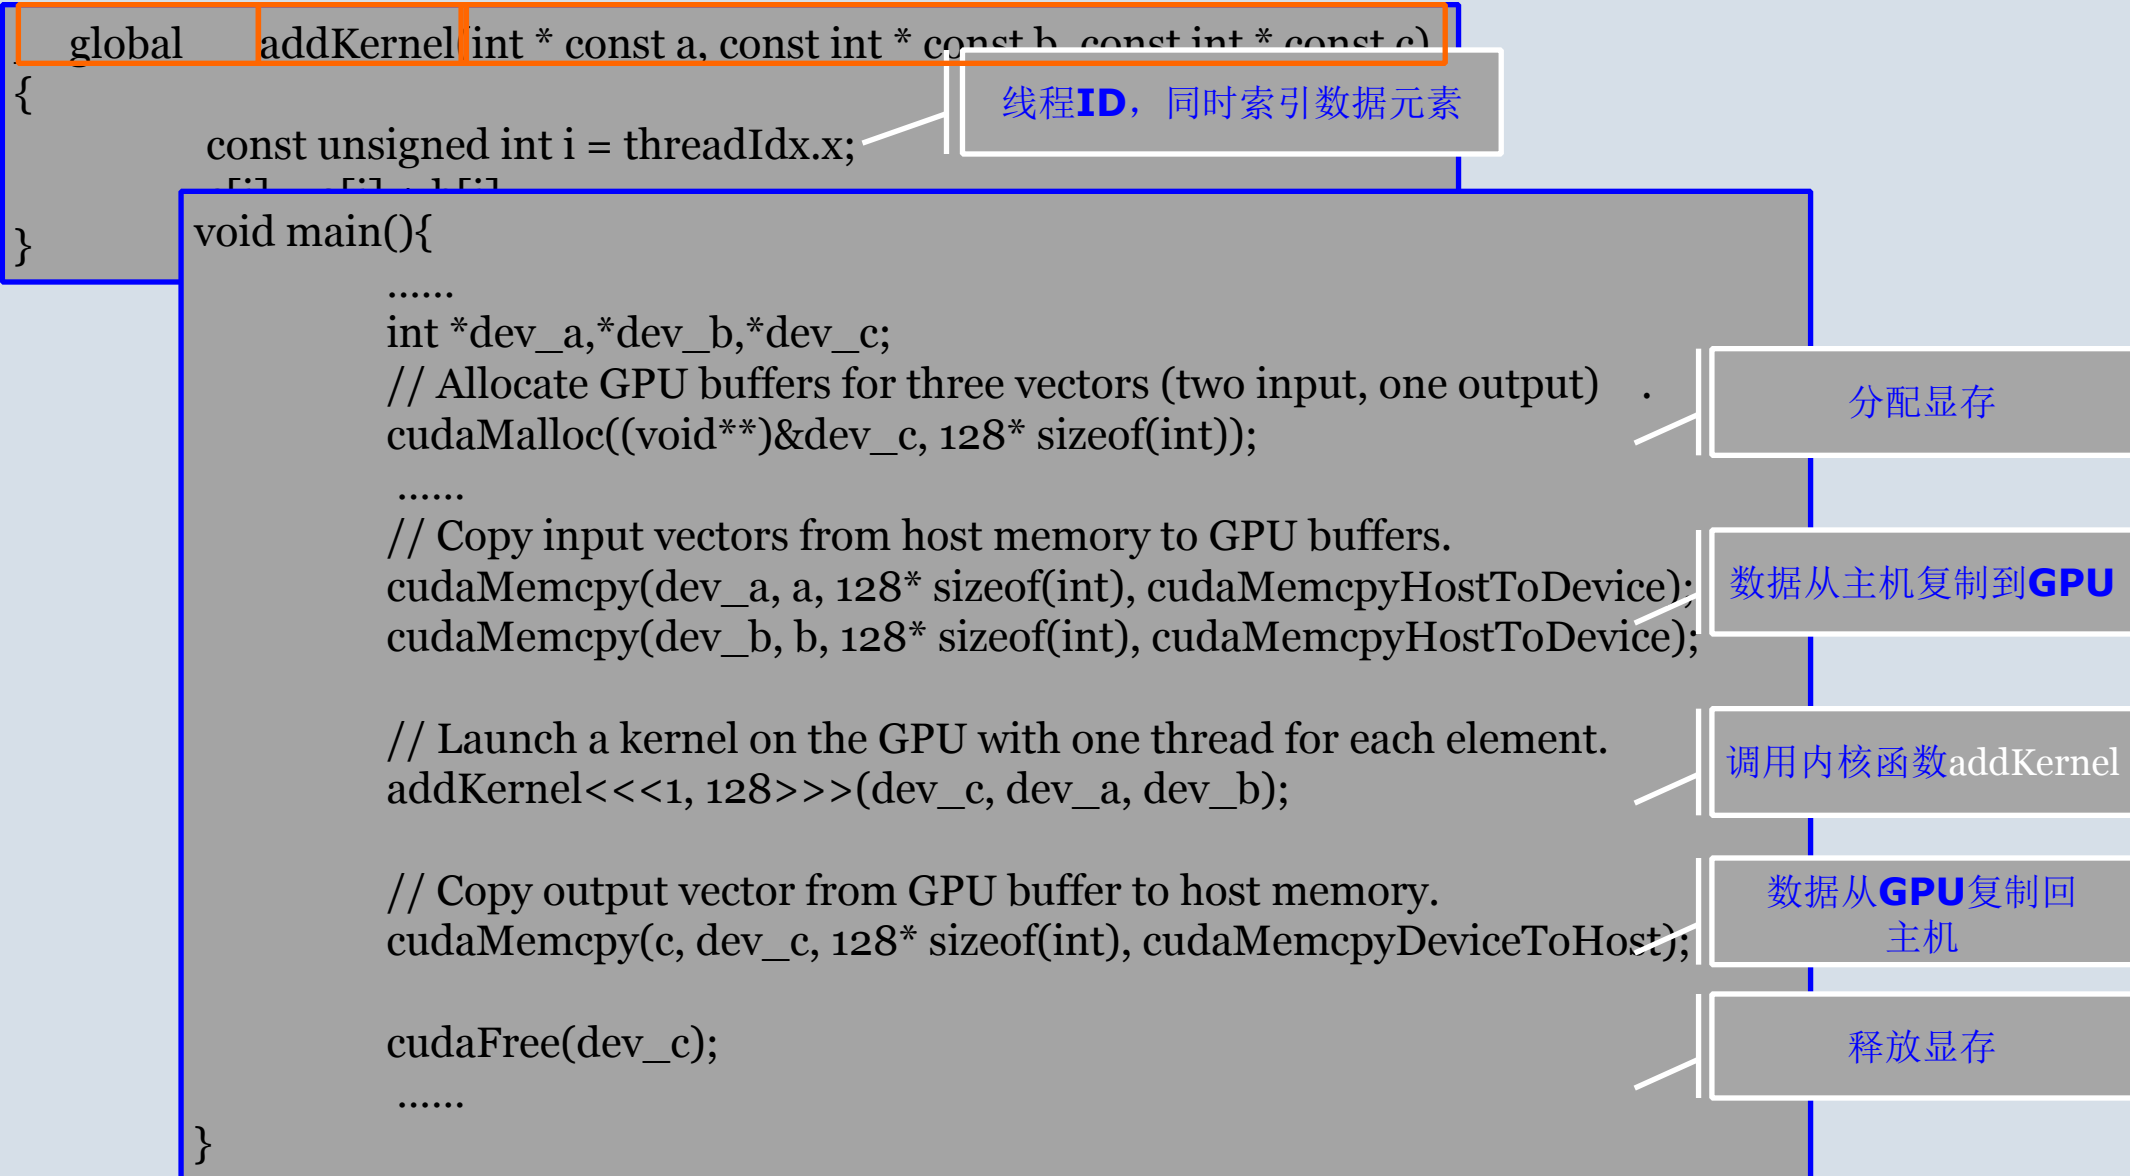 global addKernel(int * const a, const int * const b, const int * const c)
{
线程ID，同时索引数据元素
const unsigned int i = threadIdx.x;
}
void main(){
......
int *dev_a,*dev_b,*dev_c;
// Allocate GPU buffers for three vectors (two input, one output) .
cudaMalloc((void**)&dev_c, 128* sizeof(int));
分配显存
......
// Copy input vectors from host memory to GPU buffers.
cudaMemcpy(dev_a, a, 128* sizeof(int), cudaMemcpyHostToDevice);
cudaMemcpy(dev_b, b, 128* sizeof(int), cudaMemcpyHostToDevice);
数据从主机复制到GPU
// Launch a kernel on the GPU with one thread for each element.
addKernel<<<1, 128>>>(dev_c, dev_a, dev_b);
调用内核函数addKernel
// Copy output vector from GPU buffer to host memory.
cudaMemcpy(c, dev_c, 128* sizeof(int), cudaMemcpyDeviceToHost);
数据从GPU复制回
主机
cudaFree(dev_c);
释放显存
......
}